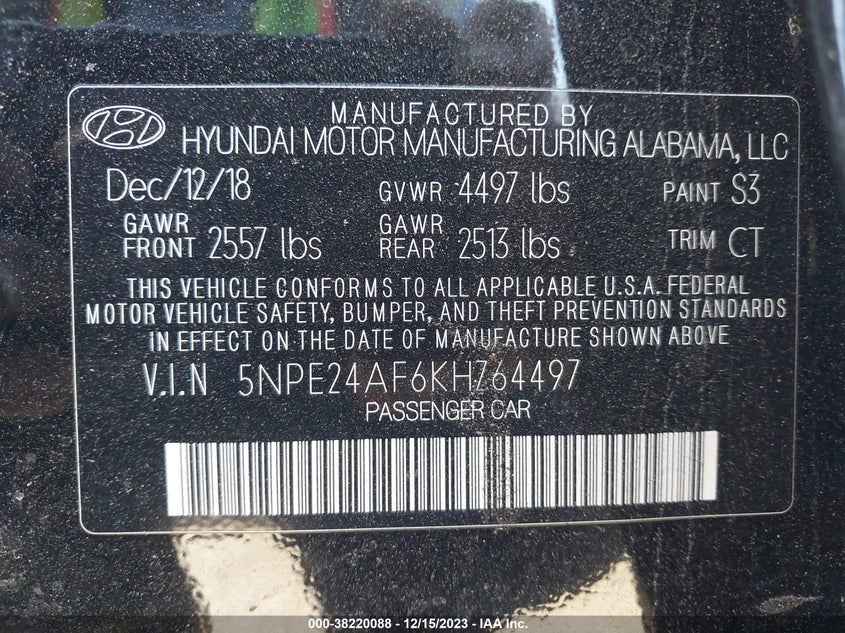 MANUFACTURED BY
HYUNDAI MOTOR MANUFACTURING ALABAMA, LLC
Dec/12/18 GVWR 4497 lbs PAINT S3
GAWR FRONT 2557 lbs GAWR REAR 2513 lbs TRIM CT
THIS VEHICLE CONFORMS TO ALL APPLICABLE U.S.A. FEDERAL
MOTOR VEHICLE SAFETY, BUMPER, AND THEFT PREVENTION STANDARDS
IN EFFECT ON THE DATE OF MANUFACTURE SHOWN ABOVE
V.I.N 5NPE24AF6KH764497
PASSENGER CAR
000-38220088 - 12/15/2023 - IAA Inc.